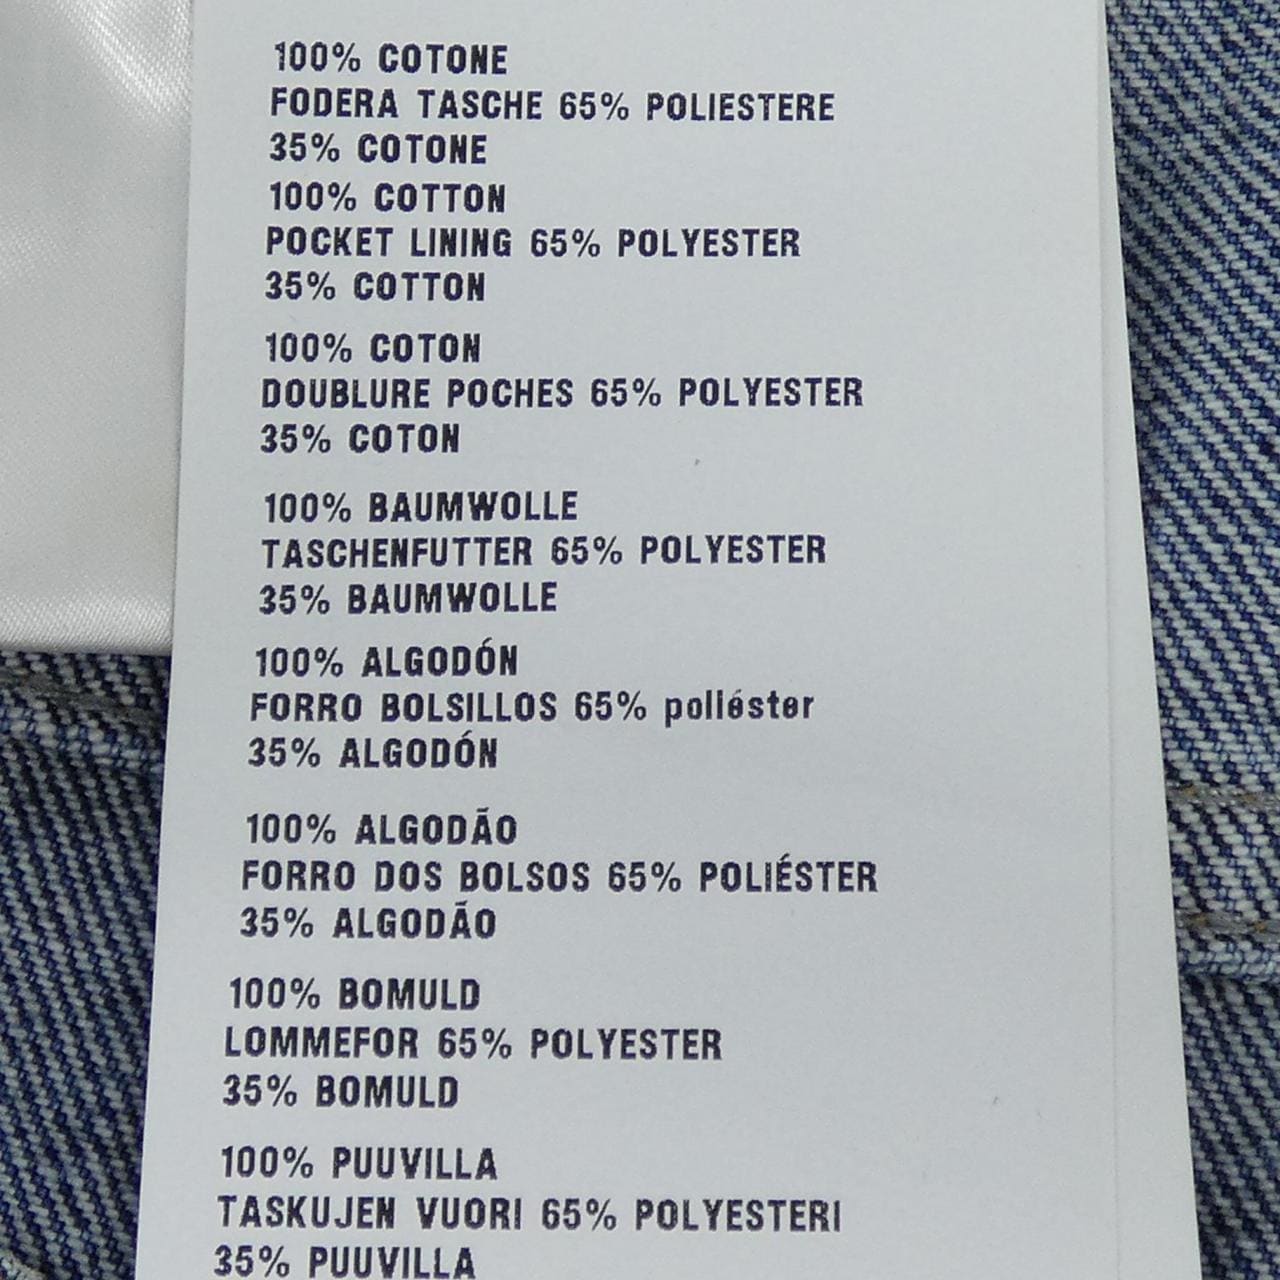 100% COTONE
FODERA TASCHE 65% POLIESTERE
35% COTONE
100% COTTON
POCKET LINING 65% POLYESTER
35% COTTON
100% COTON
DOUBLURE POCHES 65% POLYESTER
35% COTON
100% BAUMWOLLE
TASCHENFUTTER 65% POLYESTER
35% BAUMWOLLE
100% ALGODÓN
FORRO BOLSILLOS 65% poliéster
35% ALGODÓN
100% ALGODÃO
FORRO DOS BOLSOS 65% POLIÉSTER
35% ALGODÃO
100% BOMULD
LOMMEFOR 65% POLYESTER
35% BOMULD
100% PUUVILLA
TASKUJEN VUORI 65% POLYESTERI
35% PUUVILLA